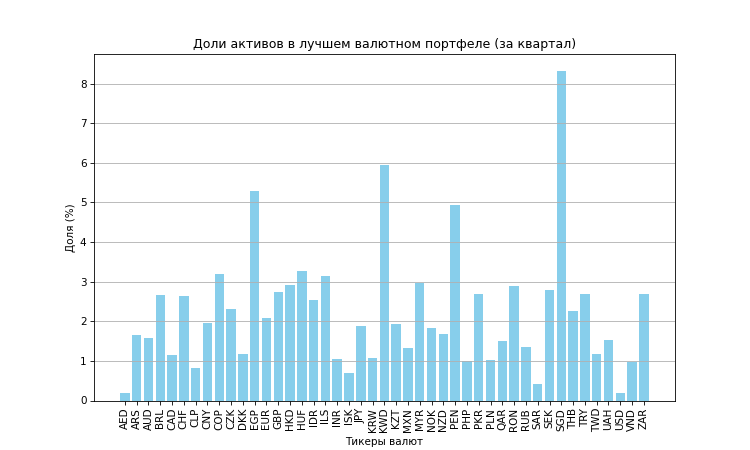 Доли активов в лучшем валютном портфеле (за квартал)
Доля (%)
8
7
6
5
4
3
2
1
0
AED ARS AUD BRL CAD CHF CLP CNY COP CZK DKK EGP EUR GBP HKD HUF IDR ILS INR ISK JPY KRW KWD KZT MXN MYR NOK NZD PEN PHP PKR PLN QAR RON RUB SAR SEK SGD THB TRY TWD UAH USD VND ZAR
Тикеры валют